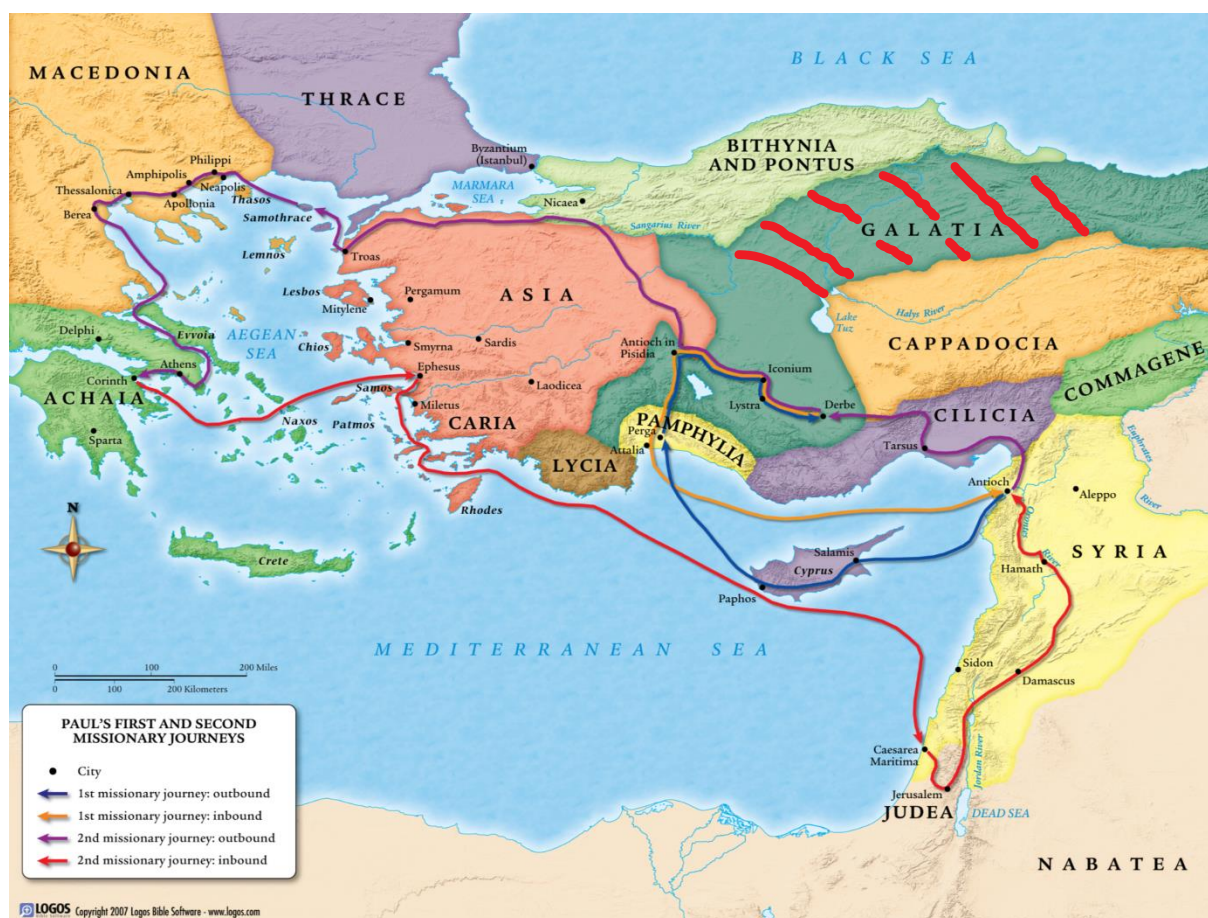 BLACK SEA
MACEDONIA
THRACE
BITHYNIA
AND PONTUS
Byzantium
(Istanbul)
Philippi
Amphipolis
Neapolis
Thessalonica
Apollonia
Thasos
Berea
Samothrace
MARMARA
SEA
Nicaea
Sangarius River
GALATIA
Troas
Lemnos
Lesbos
Mitylene
Pergamum
ASIA
Lake
Tuz
Halys River
CAPPADOCIA
Delphi
Evvoia
AEGEAN
SEA
Chios
Smyrna
Sardis
Antioch in
Pisidia
COMMAGENE
Athens
Corinth
ACHAIA
Ephesus
Samos
Laodicea
Iconium
Lystra
Derbe
CILICIA
Sparta
Naxos
Patmos
Miletus
CARIA
PAMPHYLIA
Perga
Attalia
LYCIA
Tarsus
Euphrates
River
Antioch
Aleppo
Rhodes
N
Crete
Salamis
Cyprus
Paphos
Orontes
River
Hamath
SYRIA
MEDITERRANEAN SEA
Sidon
Damascus
0 100 200 Miles
0 100 200 Kilometers
Caesarea
Maritima
Jordan River
Jerusalem
JUDEA
DEAD SEA
NABATEA
PAUL'S FIRST AND SECOND
MISSIONARY JOURNEYS
City
1st missionary journey: outbound
1st missionary journey: inbound
2nd missionary journey: outbound
2nd missionary journey: inbound
LOGOS Copyright 2007 Logos Bible Software - www.logos.com